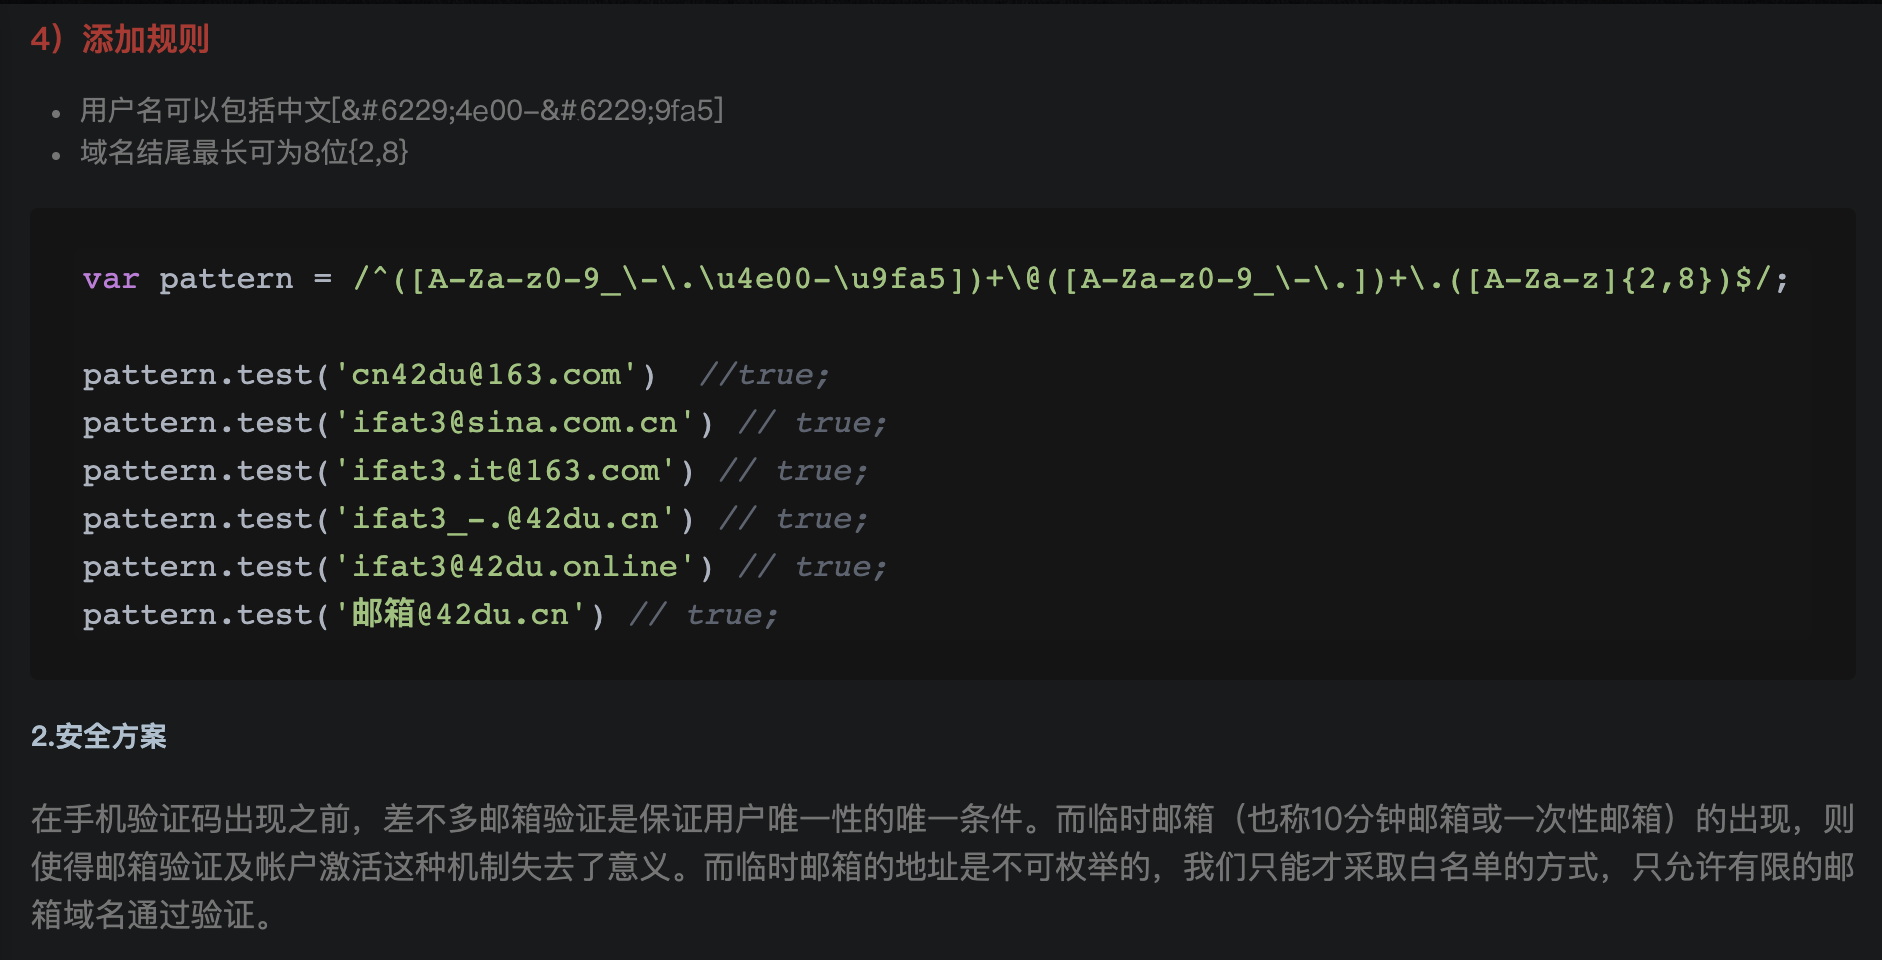 4）添加规则
用户名可以包括中文[&#6229;4e00-&#6229;9fa5]
域名结尾最长可为8位{2,8}
var pattern = /^([A-Za-z0-9_\-\.\u4e00-\u9fa5])+\@([A-Za-z0-9_\-\.])+\.([A-Za-z]{2,8})$/;
pattern.test('cn42du@163.com')  //true;
pattern.test('ifat3@sina.com.cn') // true;
pattern.test('ifat3.it@163.com') // true;
pattern.test('ifat3_-.@42du.cn') // true;
pattern.test('ifat3@42du.online') // true;
pattern.test('邮箱@42du.cn') // true;
2.安全方案
在手机验证码出现之前，差不多邮箱验证是保证用户唯一性的唯一条件。而临时邮箱（也称10分钟邮箱或一次性邮箱）的出现，则
使得邮箱验证及帐户激活这种机制失去了意义。而临时邮箱的地址是不可枚举的，我们只能才采取白名单的方式，只允许有限的邮
箱域名通过验证。